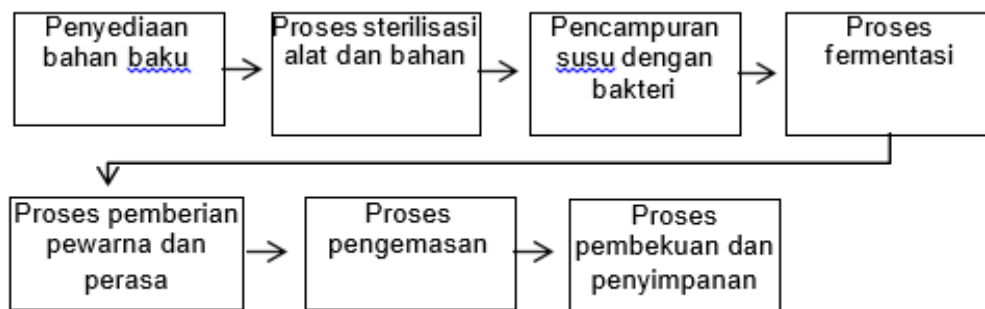 Penyediaan
bahan baku
Proses sterilisasi
alat dan bahan
Pencampuran
susu dengan
bakteri
Proses
fermentasi
Proses pemberian
pewarna dan
perasa
Proses
pengemasan
Proses
pembekuan dan
penyimpanan